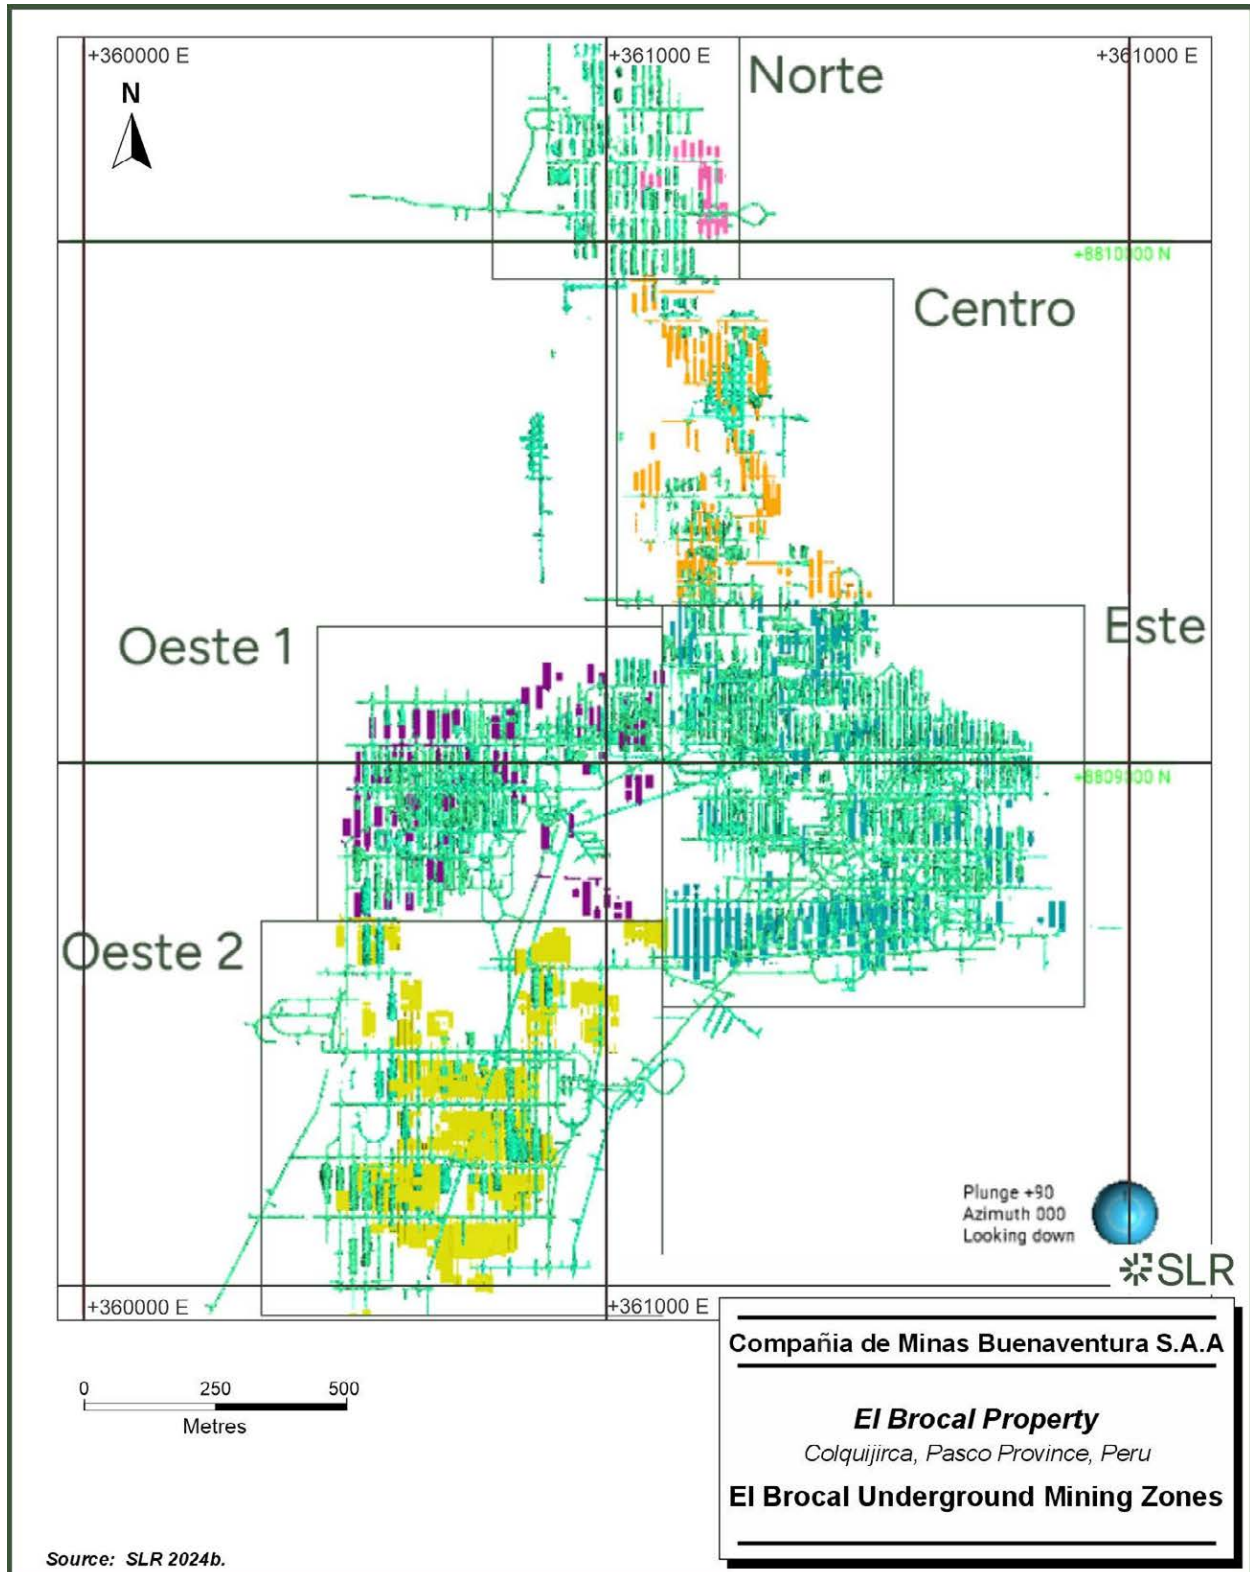 +360000 E
+361000 E
+361000 E
N
Norte
+8810000 N
Centro
Este
Oeste 1
+8809000 N
Oeste 2
Plunge +90
Azimuth 000
Looking down
SLR
+360000 E
+361000 E
Compañia de Minas Buenaventura S.A.A
0 250 500
Metres
El Brocal Property
Colquijirca, Pasco Province, Peru
El Brocal Underground Mining Zones
Source: SLR 2024b.